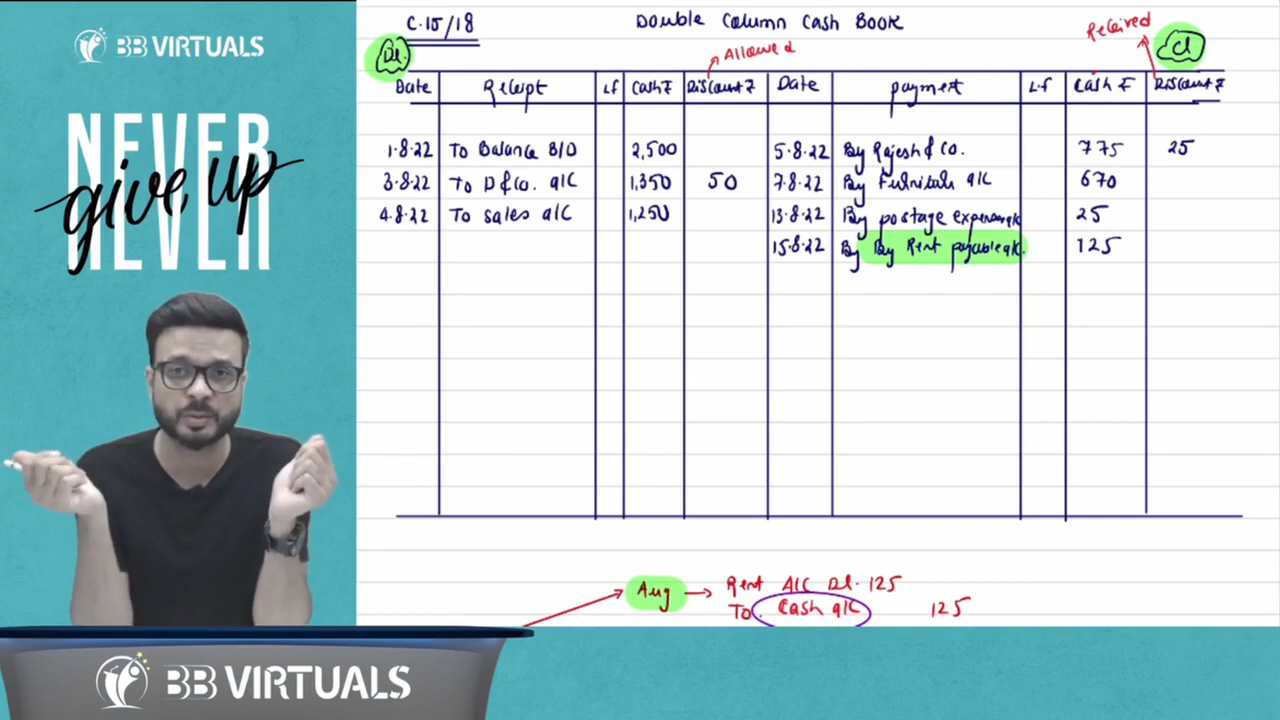 BB VIRTUALS
NEVER
give up
NEVER
C.15/18
Double Column Cash Book
Allowed
Received
Dr.
Cr
Date Receipt Lf Cash ₹ Discount ₹ Date payment L.f Cash ₹ Discount ₹
1.8.22 To Balance B/D 2,500 5.8.22 By Rajesh & Co. 775 25
3.8.22 To D & Co. a/c 1,350 50 7.8.22 By Furniture a/c 670
4.8.22 To sales a/c 1,250 13.8.22 By postage expenses a/c 25
15.8.22 By By Rent payable a/c. 125
Aug → Rent A/C Dr. 125
To. Cash a/c 125
BB VIRTUALS